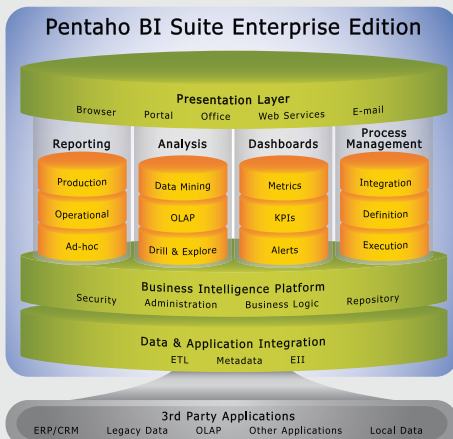 Pentaho BI Suite Enterprise Edition
Presentation Layer
Browser Portal Office Web Services E-mail
Reporting
Production
Operational
Ad-hoc
Analysis
Data Mining
OLAP
Drill & Explore
Dashboards
Metrics
KPIs
Alerts
Process
Management
Integration
Definition
Execution
Business Intelligence Platform
Security Administration Business Logic Repository
Data & Application Integration
ETL Metadata EII
3rd Party Applications
ERP/CRM Legacy Data OLAP Other Applications Local Data